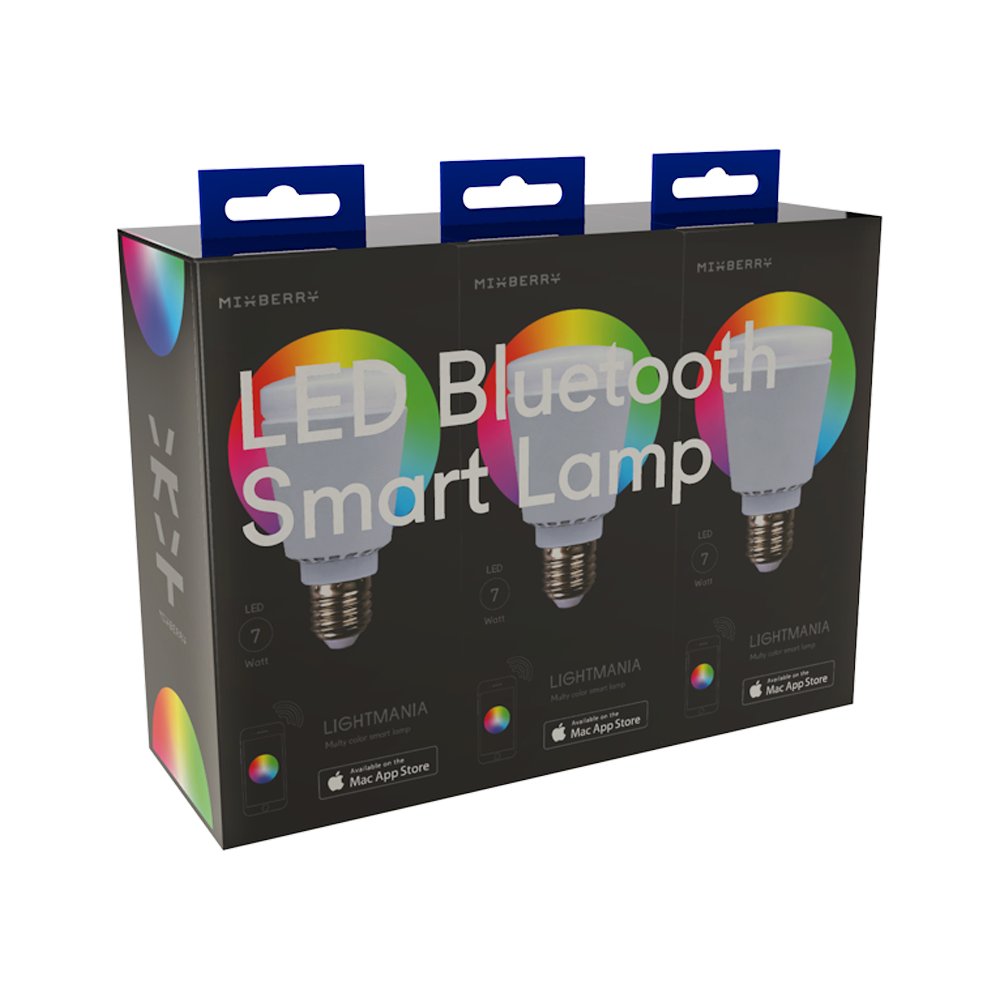 MIXBERRY
MIXBERRY
MIXBERRY
LED Bluetooth
Smart Lamp
LED
7
Watt
LED
7
Watt
LED
7
Watt
LIGHTMANIA
Multy color smart lamp
Available on the
Mac App Store
LIGHTMANIA
Multy color smart lamp
Available on the
Mac App Store
LIGHTMANIA
Multy color smart lamp
Available on the
Mac App Store
MIXBERRY